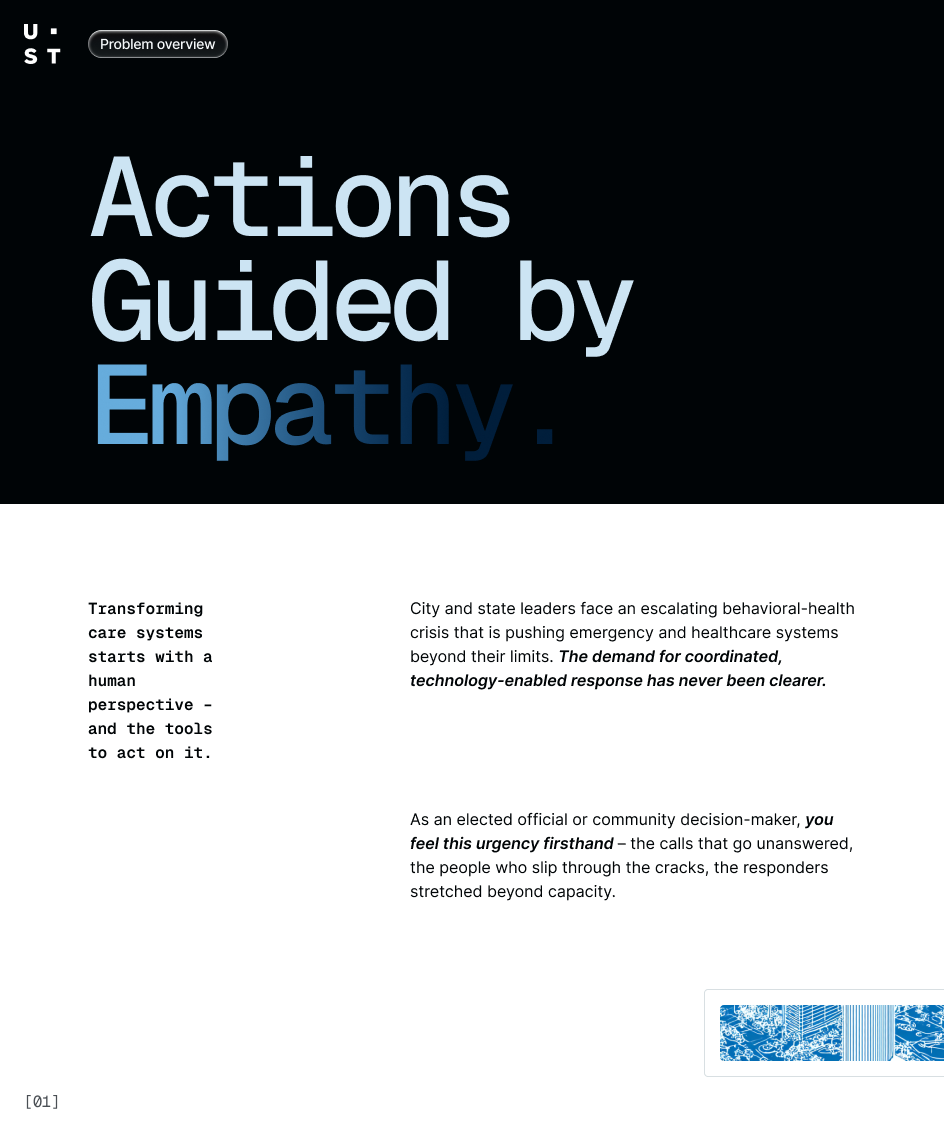 U·
ST
Problem overview
Actions
Guided by
Empathy.
Transforming
care systems
starts with a
human
perspective –
and the tools
to act on it.
City and state leaders face an escalating behavioral-health
crisis that is pushing emergency and healthcare systems
beyond their limits. The demand for coordinated,
technology-enabled response has never been clearer.
As an elected official or community decision-maker, you
feel this urgency firsthand – the calls that go unanswered,
the people who slip through the cracks, the responders
stretched beyond capacity.
[01]